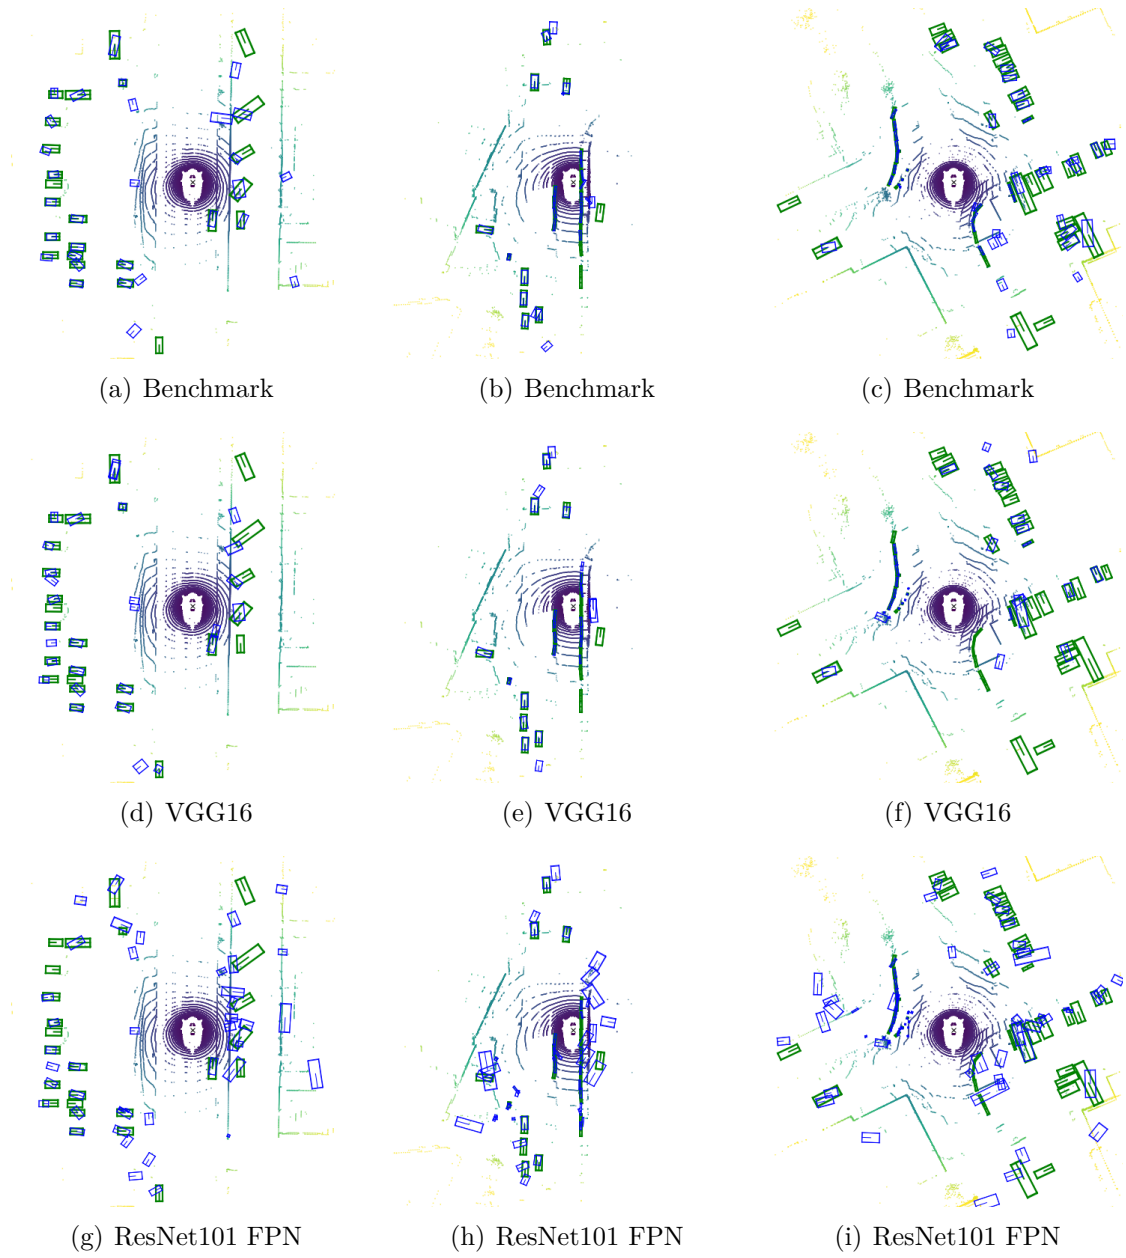 (a) Benchmark
(b) Benchmark
(c) Benchmark
(d) VGG16
(e) VGG16
(f) VGG16
(g) ResNet101 FPN
(h) ResNet101 FPN
(i) ResNet101 FPN